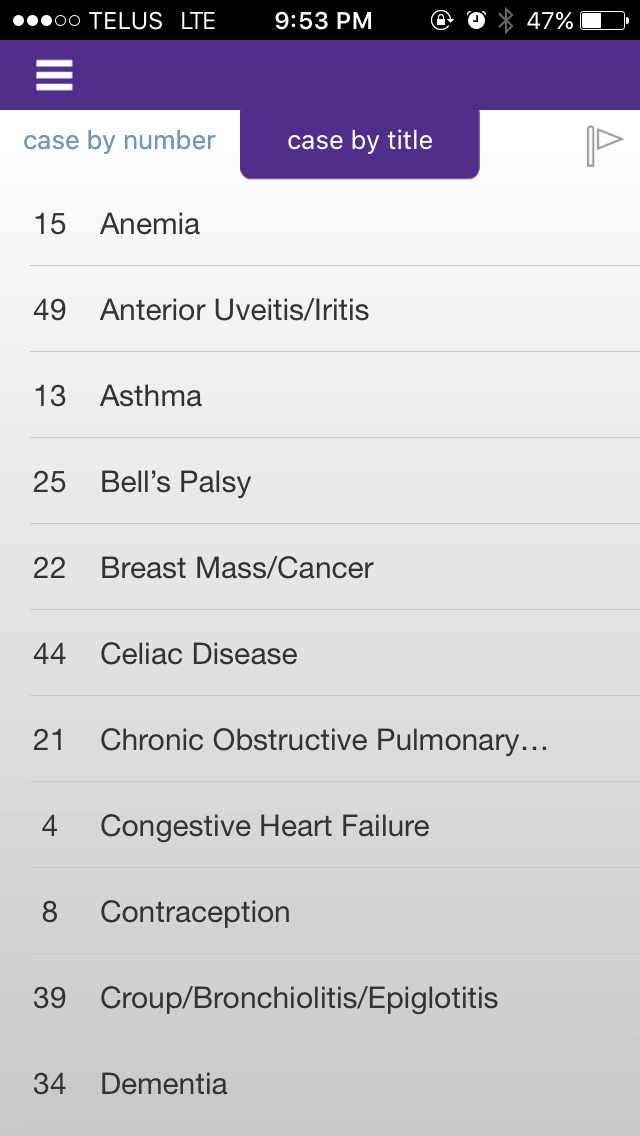 TELUS LTE 9:53 PM 47%
case by number case by title
15 Anemia
49 Anterior Uveitis/Iritis
13 Asthma
25 Bell’s Palsy
22 Breast Mass/Cancer
44 Celiac Disease
21 Chronic Obstructive Pulmonary…
4 Congestive Heart Failure
8 Contraception
39 Croup/Bronchiolitis/Epiglotitis
34 Dementia